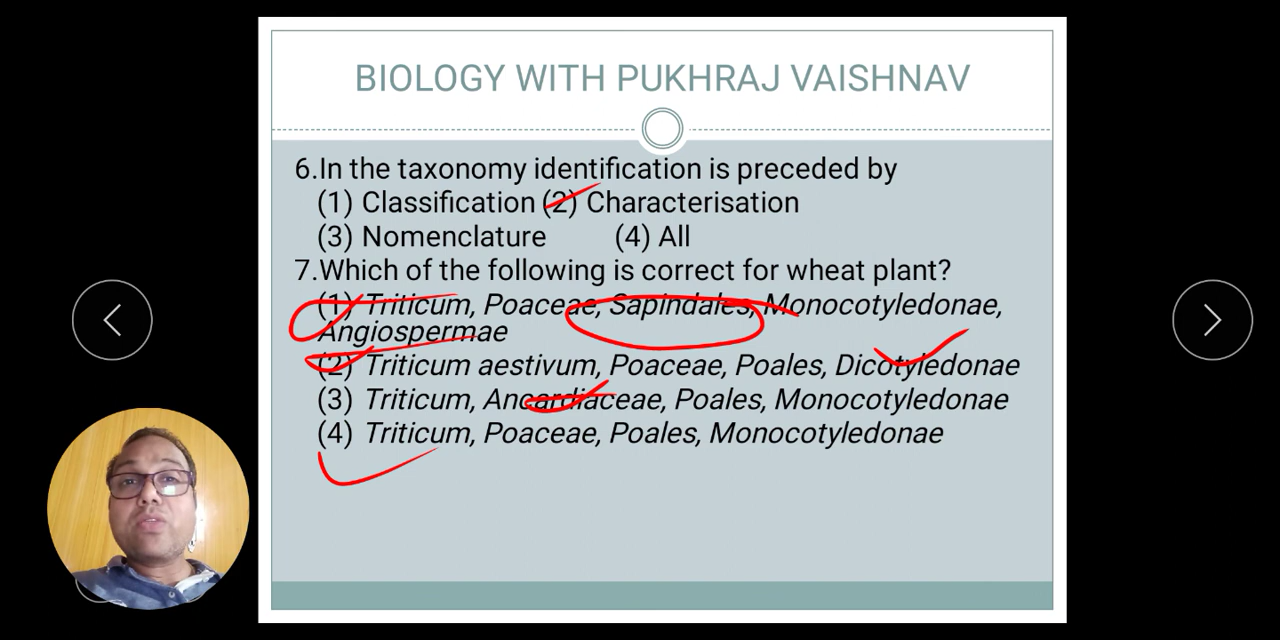 BIOLOGY WITH PUKHRAJ VAISHNAV
6.In the taxonomy identification is preceded by
(1) Classification (2) Characterisation
(3) Nomenclature (4) All
7.Which of the following is correct for wheat plant?
(1) Triticum, Poaceae, Sapindales, Monocotyledonae,
Angiospermae
(2) Triticum aestivum, Poaceae, Poales, Dicotyledonae
(3) Triticum, Ancardiaceae, Poales, Monocotyledonae
(4) Triticum, Poaceae, Poales, Monocotyledonae